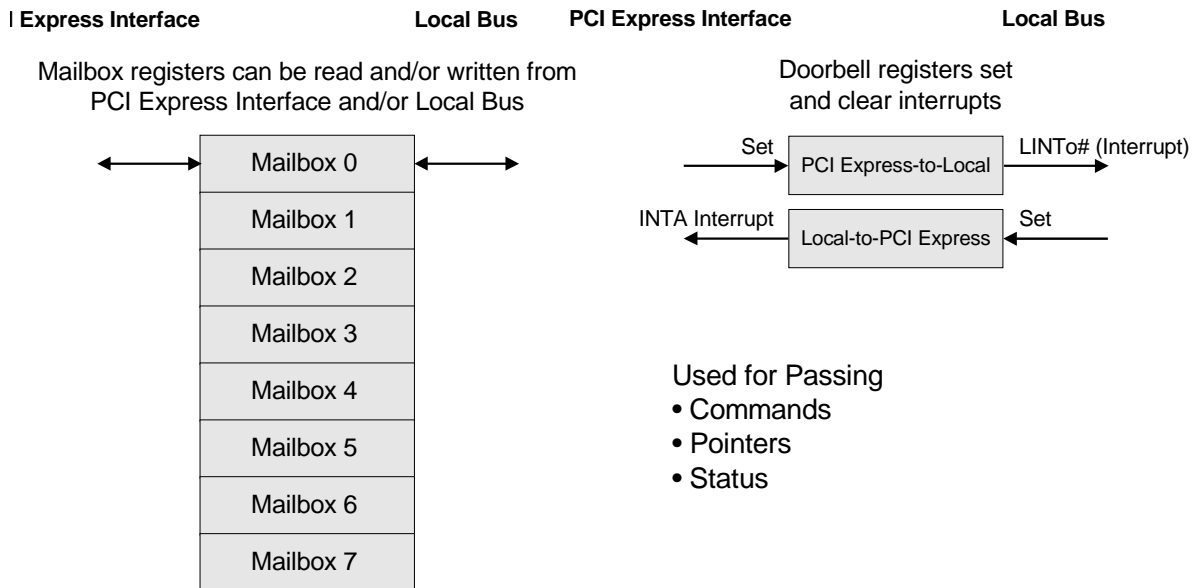 I Express Interface
Local Bus
Mailbox registers can be read and/or written from
PCI Express Interface and/or Local Bus
Mailbox 0
Mailbox 1
Mailbox 2
Mailbox 3
Mailbox 4
Mailbox 5
Mailbox 6
Mailbox 7
PCI Express Interface
Local Bus
Doorbell registers set
and clear interrupts
Set
PCI Express-to-Local
LINTo# (Interrupt)
INTA Interrupt
Local-to-PCI Express
Set
Used for Passing
• Commands
• Pointers
• Status